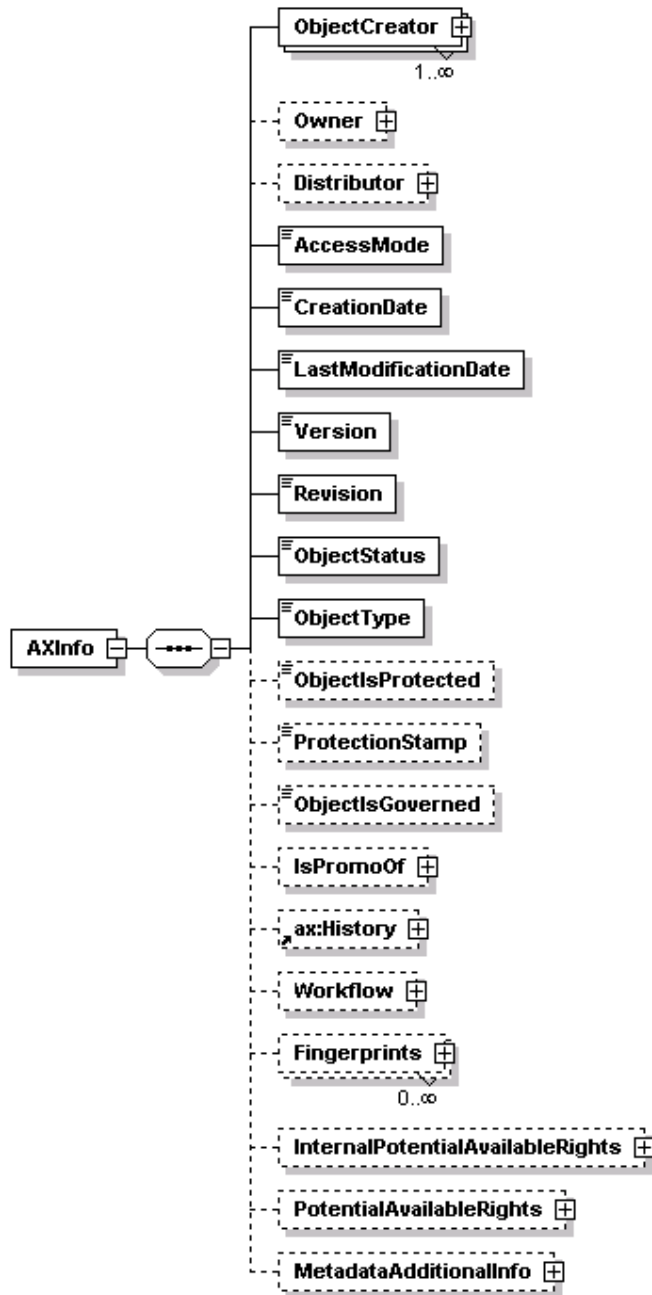 ObjectCreator
1..∞
Owner
Distributor
AccessMode
CreationDate
LastModificationDate
Version
Revision
ObjectStatus
ObjectType
AXInfo
ObjectIsProtected
ProtectionStamp
ObjectIsGoverned
IsPromoOf
ax:History
Workflow
Fingerprints
0..∞
InternalPotentialAvailableRights
PotentialAvailableRights
MetadataAdditionalInfo